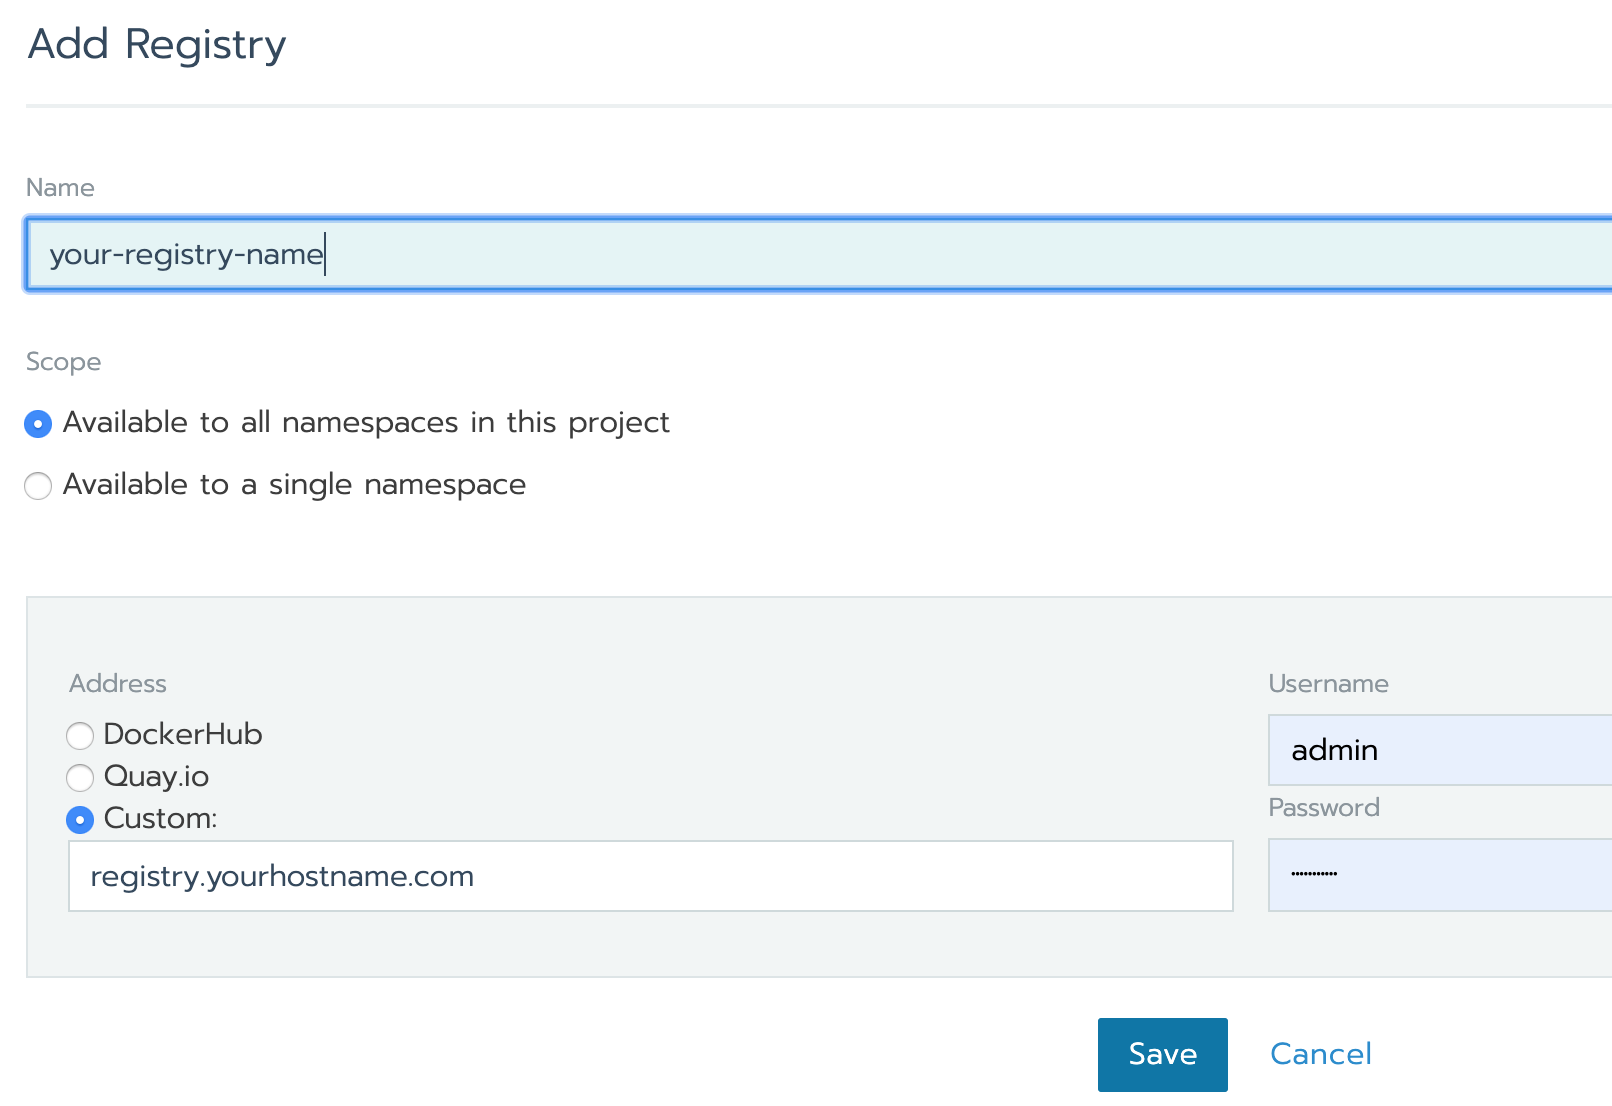 Add Registry
Name
your-registry-name
Scope
Available to all namespaces in this project
Available to a single namespace
Address
DockerHub
Quay.io
Custom:
registry.yourhostname.com
Username
admin
Password
•••••••••••
Save
Cancel